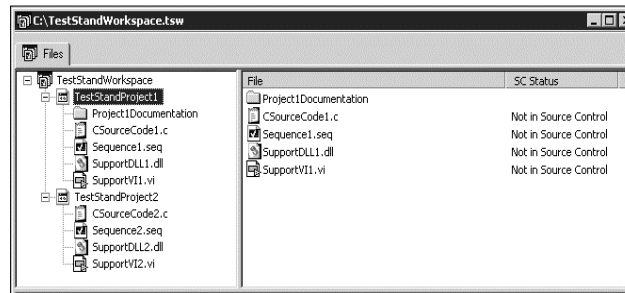 C:\TestStandWorkspace.tsw
Files
TestStandWorkspace
TestStandProject1
Project1Documentation
CSourceCode1.c
Sequence1.seq
SupportDLL1.dll
SupportVI1.vi
TestStandProject2
CSourceCode2.c
Sequence2.seq
SupportDLL2.dll
SupportVI2.vi
File SC Status
Project1Documentation
CSourceCode1.c Not in Source Control
Sequence1.seq Not in Source Control
SupportDLL1.dll Not in Source Control
SupportVI1.vi Not in Source Control